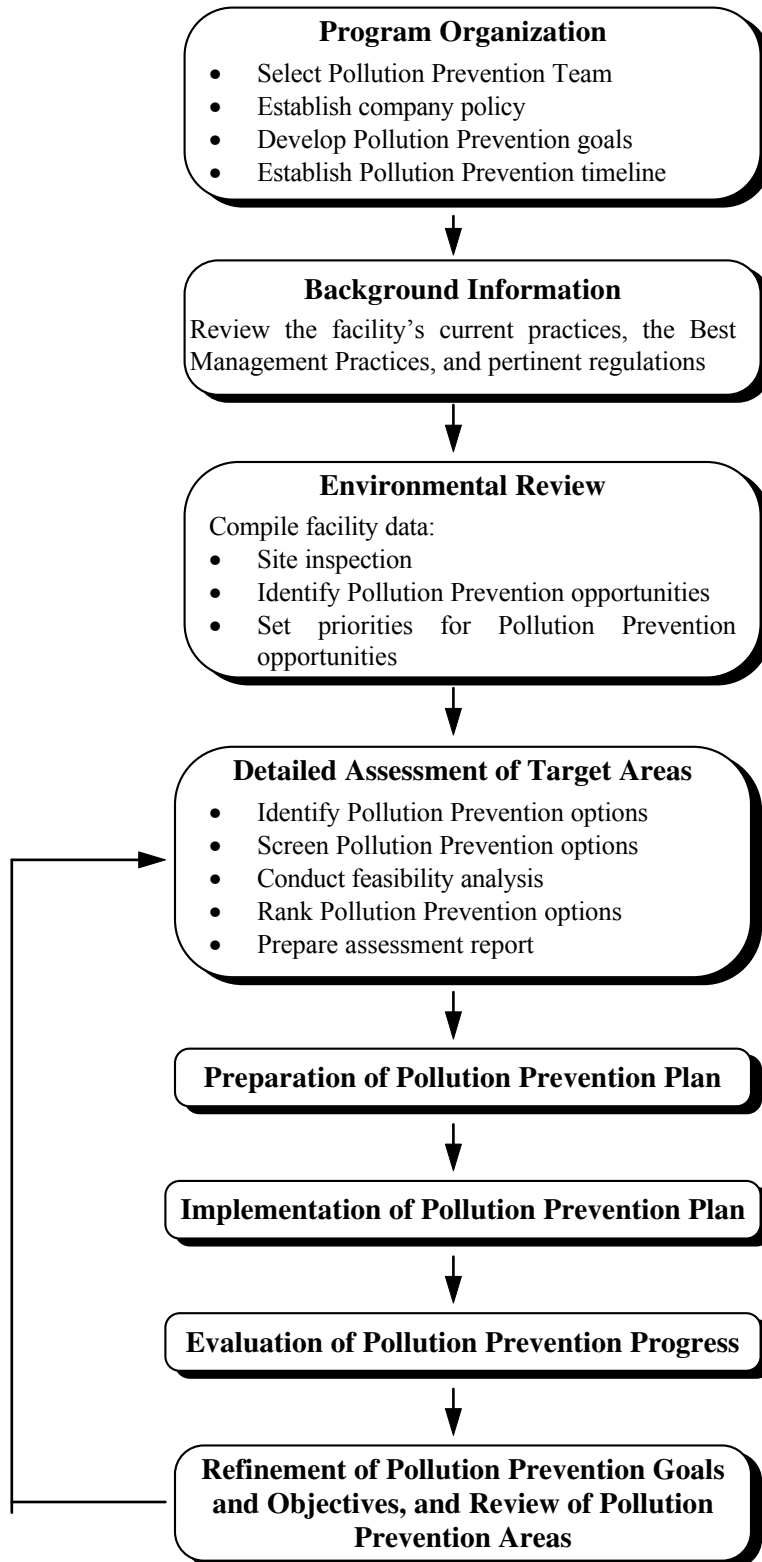 Program Organization
• Select Pollution Prevention Team
• Establish company policy
• Develop Pollution Prevention goals
• Establish Pollution Prevention timeline
Background Information
Review the facility’s current practices, the Best
Management Practices, and pertinent regulations
Environmental Review
Compile facility data:
• Site inspection
• Identify Pollution Prevention opportunities
• Set priorities for Pollution Prevention
opportunities
Detailed Assessment of Target Areas
• Identify Pollution Prevention options
• Screen Pollution Prevention options
• Conduct feasibility analysis
• Rank Pollution Prevention options
• Prepare assessment report
Preparation of Pollution Prevention Plan
Implementation of Pollution Prevention Plan
Evaluation of Pollution Prevention Progress
Refinement of Pollution Prevention Goals
and Objectives, and Review of Pollution
Prevention Areas